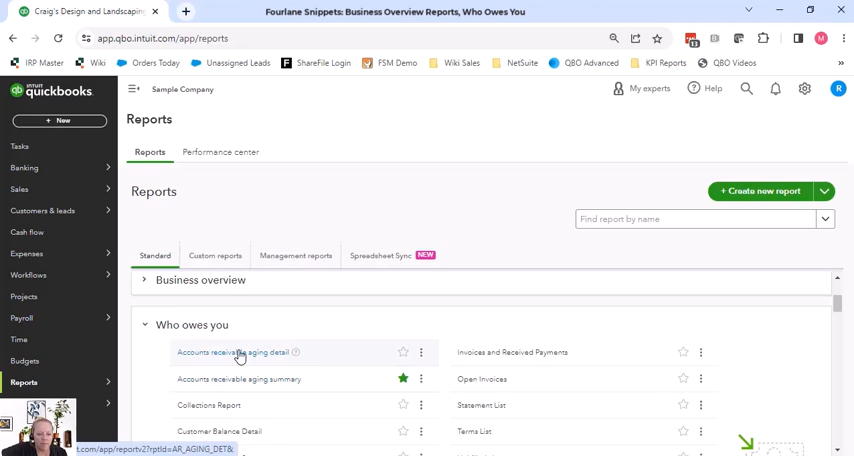 Craig's Design and Landscaping
Fourlane Snippets: Business Overview Reports, Who Owes You
app.qbo.intuit.com/app/reports
13
M
IRP Master
Wiki
Orders Today
Unassigned Leads
ShareFile Login
FSM Demo
Wiki Sales
NetSuite
QBO Advanced
KPI Reports
QBO Videos
»
INTUIT
quickbooks.
Sample Company
My experts
Help
R
+ New
Reports
Tasks
Banking
Sales
Customers & leads
Cash flow
Expenses
Workflows
Projects
Payroll
Time
Budgets
Reports
Reports
Performance center
Reports
+ Create new report
Find report by name
Standard
Custom reports
Management reports
Spreadsheet Sync NEW
Business overview
Who owes you
Accounts receivable aging detail
Invoices and Received Payments
Accounts receivable aging summary
Open Invoices
Collections Report
Statement List
Customer Balance Detail
Terms List
t.com/app/reportv2?rptId=AR_AGING_DET&